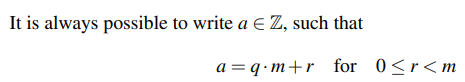 It is always possible to write a ∈ ℤ, such that
a = q · m + r for 0 ≤ r < m